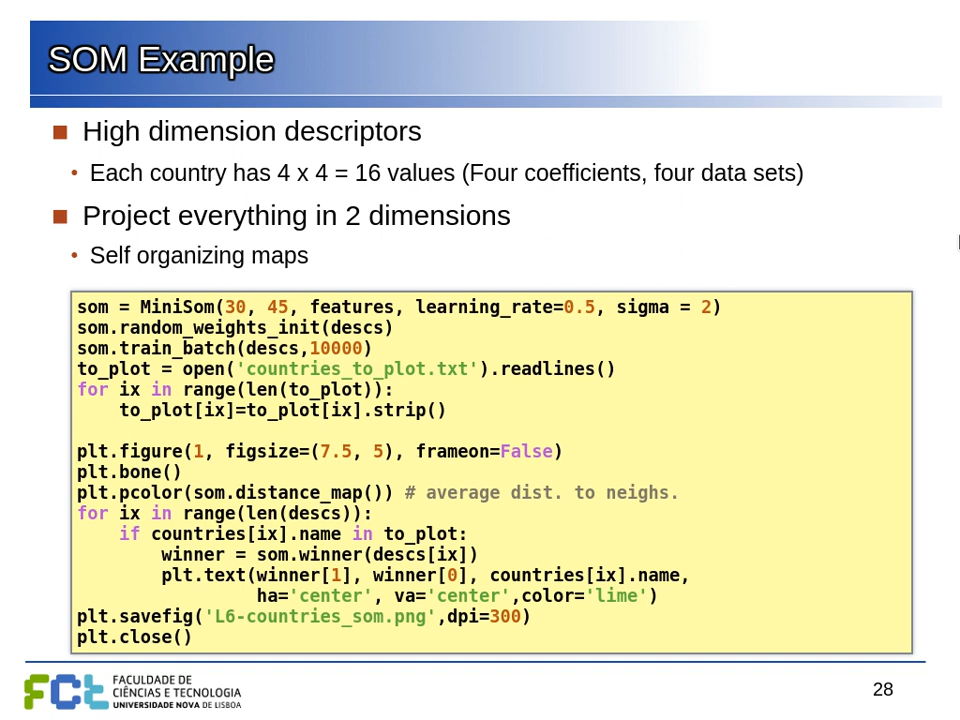 SOM Example
High dimension descriptors
Each country has 4 x 4 = 16 values (Four coefficients, four data sets)
Project everything in 2 dimensions
Self organizing maps
som = MiniSom(30, 45, features, learning_rate=0.5, sigma = 2)
som.random_weights_init(descs)
som.train_batch(descs,10000)
to_plot = open('countries_to_plot.txt').readlines()
for ix in range(len(to_plot)):
    to_plot[ix]=to_plot[ix].strip()

plt.figure(1, figsize=(7.5, 5), frameon=False)
plt.bone()
plt.pcolor(som.distance_map()) # average dist. to neighs.
for ix in range(len(descs)):
    if countries[ix].name in to_plot:
        winner = som.winner(descs[ix])
        plt.text(winner[1], winner[0], countries[ix].name,
                 ha='center', va='center',color='lime')
plt.savefig('L6-countries_som.png',dpi=300)
plt.close()
FCt
FACULDADE DE
CIÊNCIAS E TECNOLOGIA
UNIVERSIDADE NOVA DE LISBOA
28